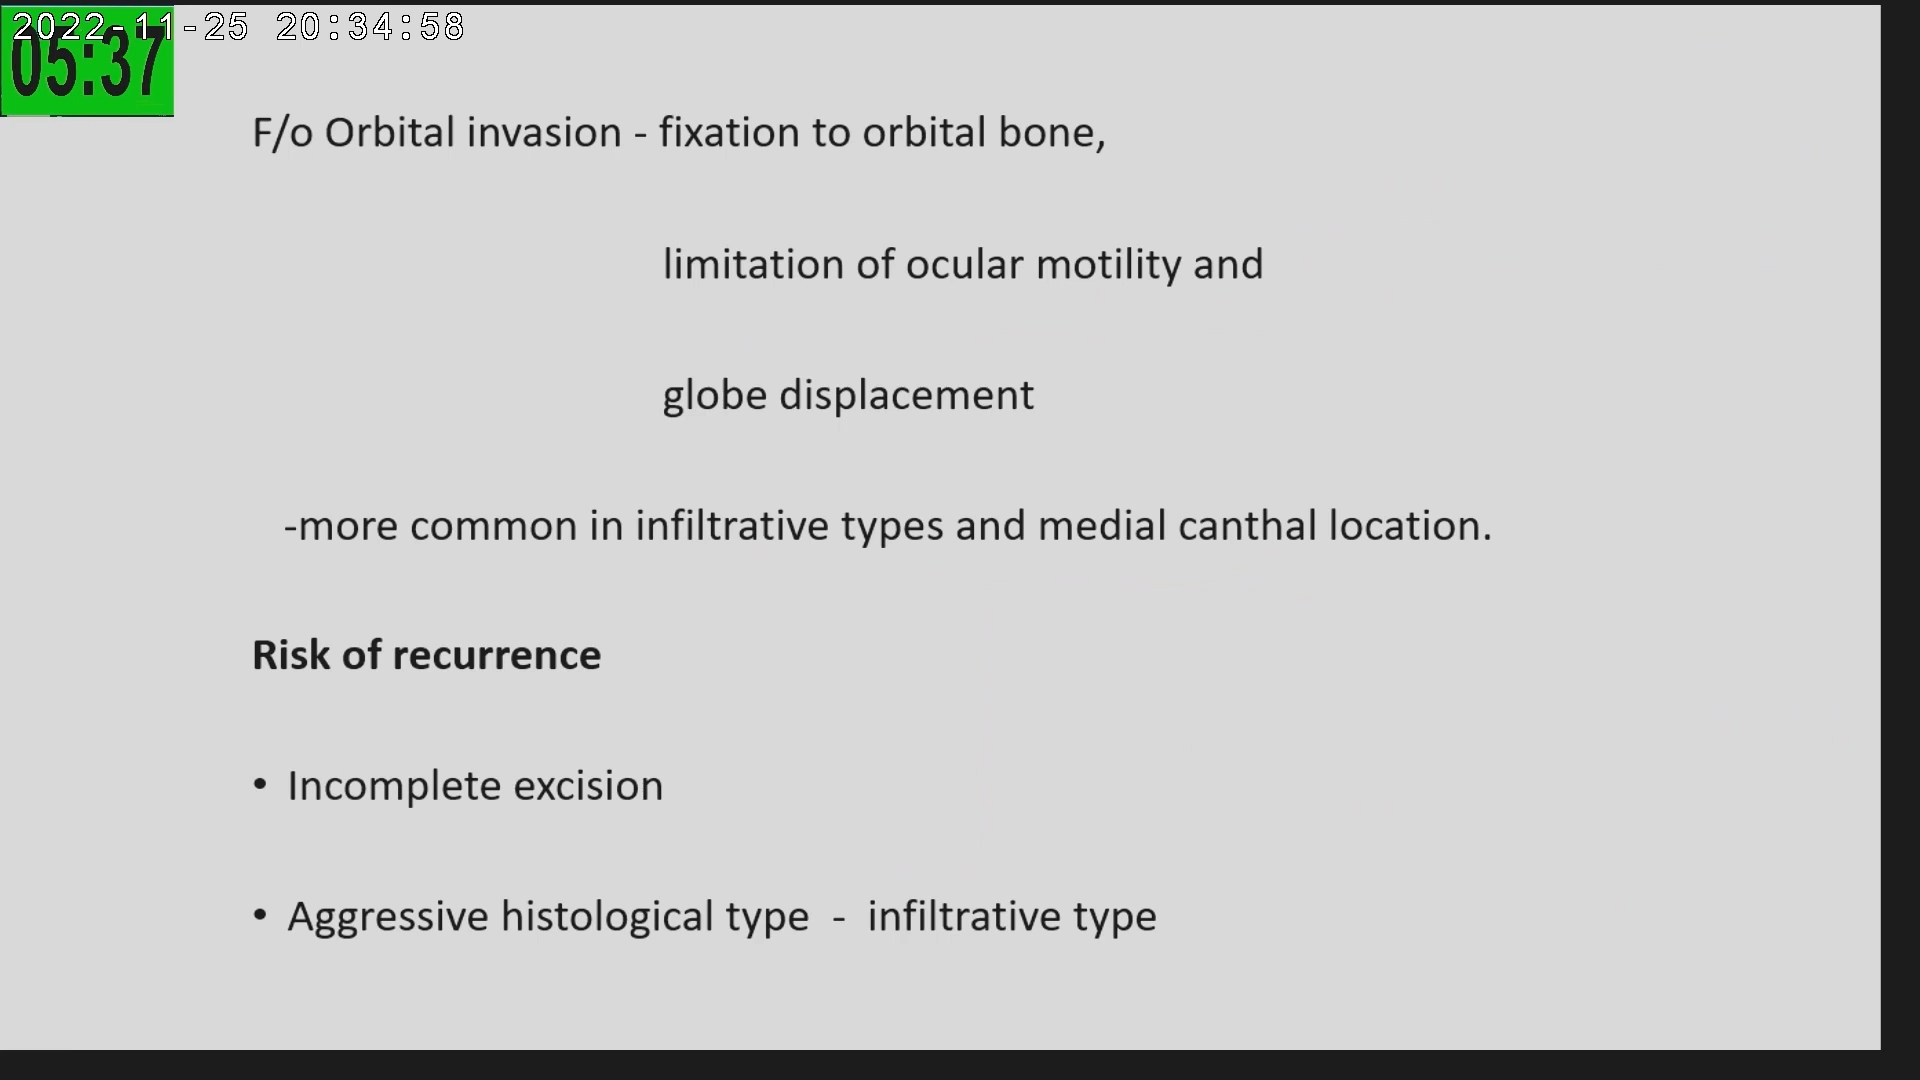 2022-11-25 20:34:58
05:37
F/o Orbital invasion - fixation to orbital bone,
limitation of ocular motility and
globe displacement
-more common in infiltrative types and medial canthal location.
Risk of recurrence
• Incomplete excision
• Aggressive histological type - infiltrative type